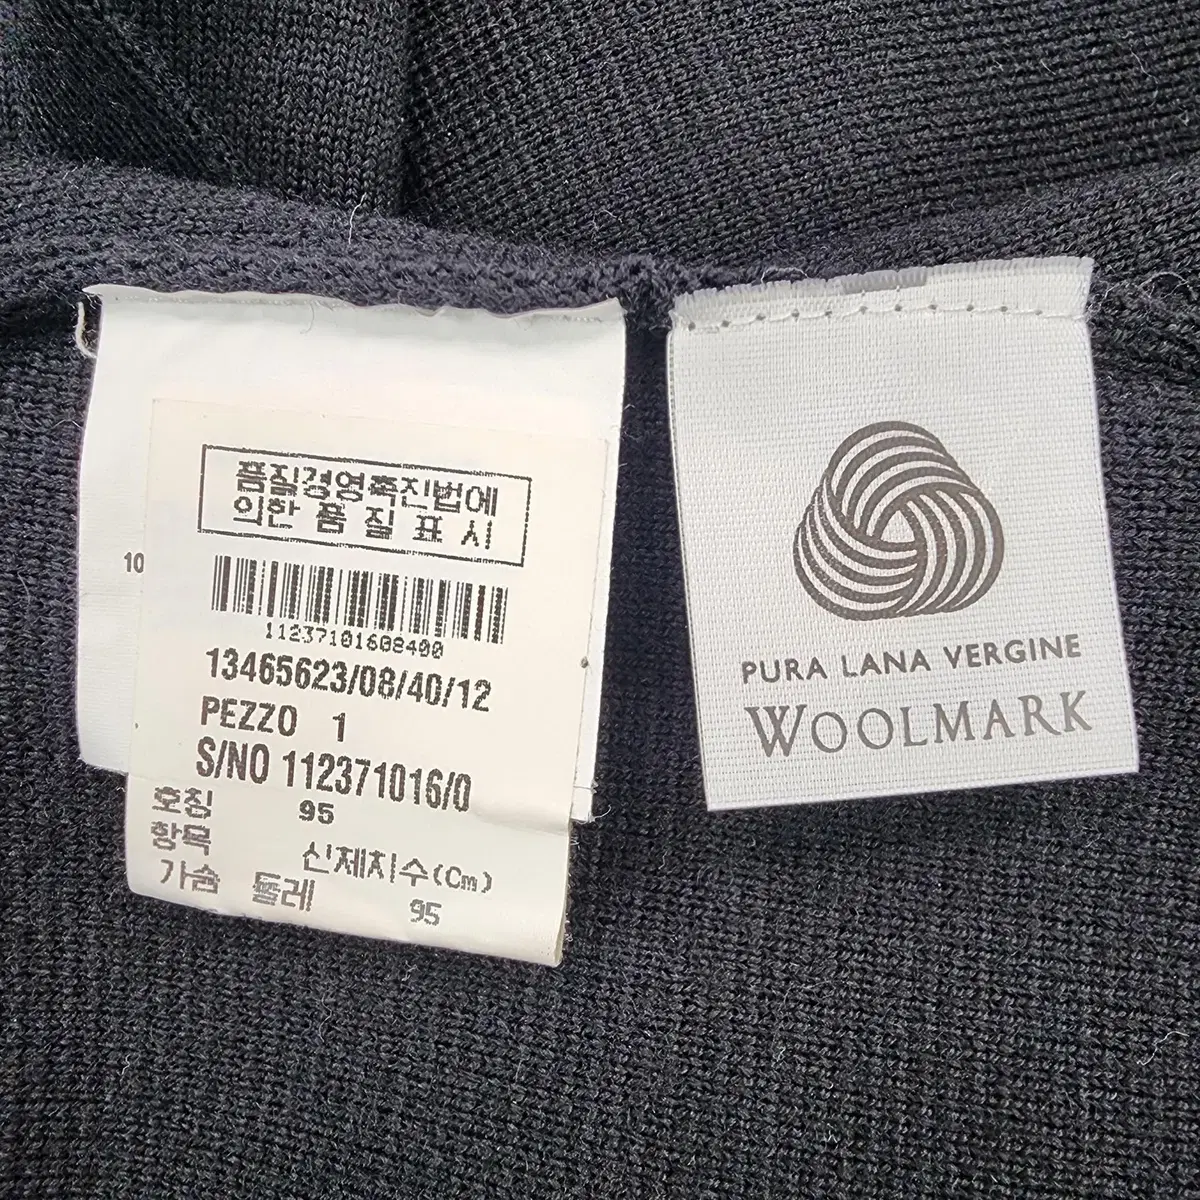 품질경영촉진법에
의한 품 질 표 시
10
11237101608400
13465623/08/40/12
PEZZO 1
S/NO 112371016/0
호칭 95
항목 신체치수(Cm)
가슴 둘레 95
PURA LANA VERGINE
WOOLMARK